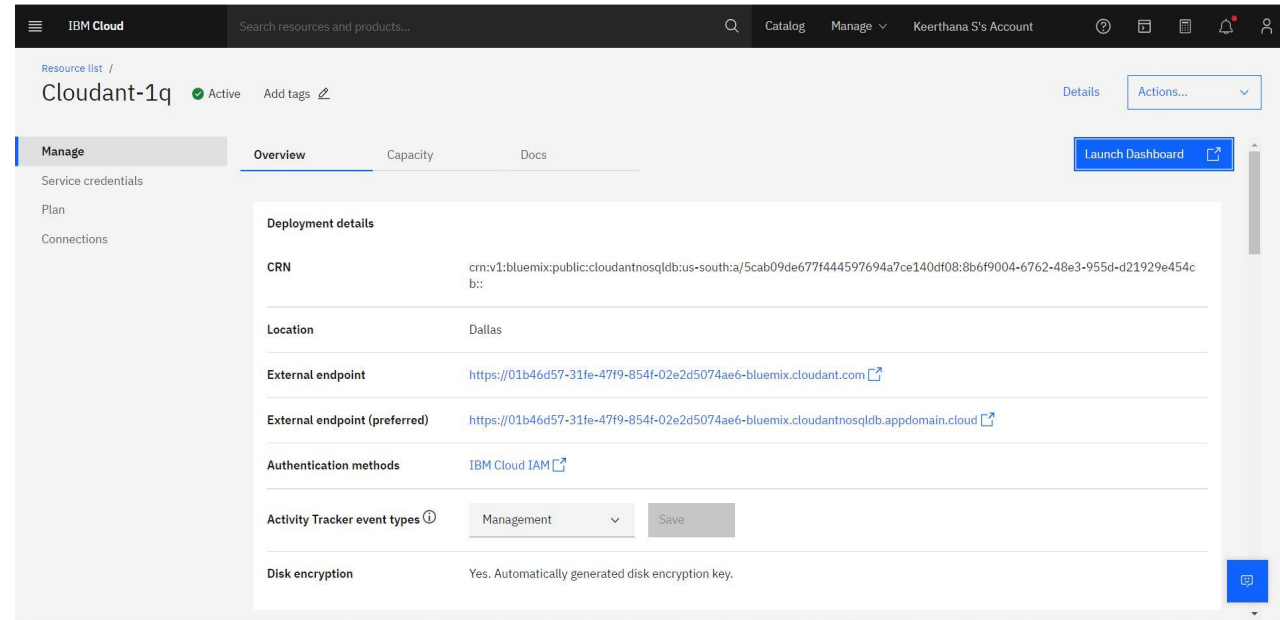 IBM Cloud
Search resources and products...
Catalog
Manage
Keerthana S's Account
Resource list /
Cloudant-1q
Active
Add tags
Details
Actions...
Manage
Service credentials
Plan
Connections
Overview
Capacity
Docs
Launch Dashboard
Deployment details
CRN
crn:v1:bluemix:public:cloudantnosqldb:us-south:a/5cab09de677f444597694a7ce140df08:8b6f9004-6762-48e3-955d-d21929e454c
b::
Location
Dallas
External endpoint
https://01b46d57-31fe-47f9-854f-02e2d5074ae6-bluemix.cloudant.com
External endpoint (preferred)
https://01b46d57-31fe-47f9-854f-02e2d5074ae6-bluemix.cloudantnosqldb.appdomain.cloud
Authentication methods
IBM Cloud IAM
Activity Tracker event types
Management
Save
Disk encryption
Yes. Automatically generated disk encryption key.